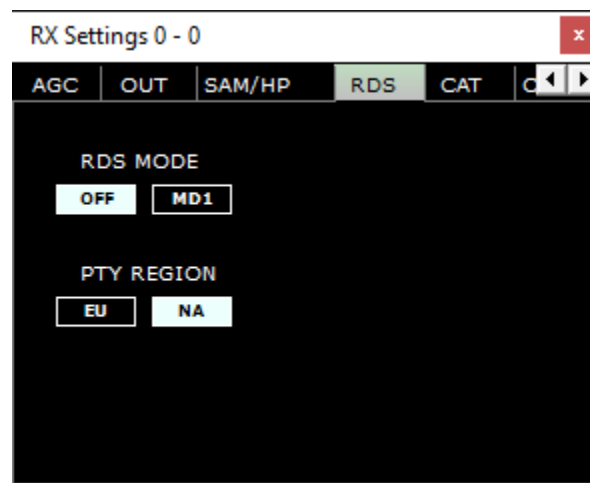 RX Settings 0 - 0
x
AGC OUT SAM/HP RDS CAT
RDS MODE
OFF MD1
PTY REGION
EU NA